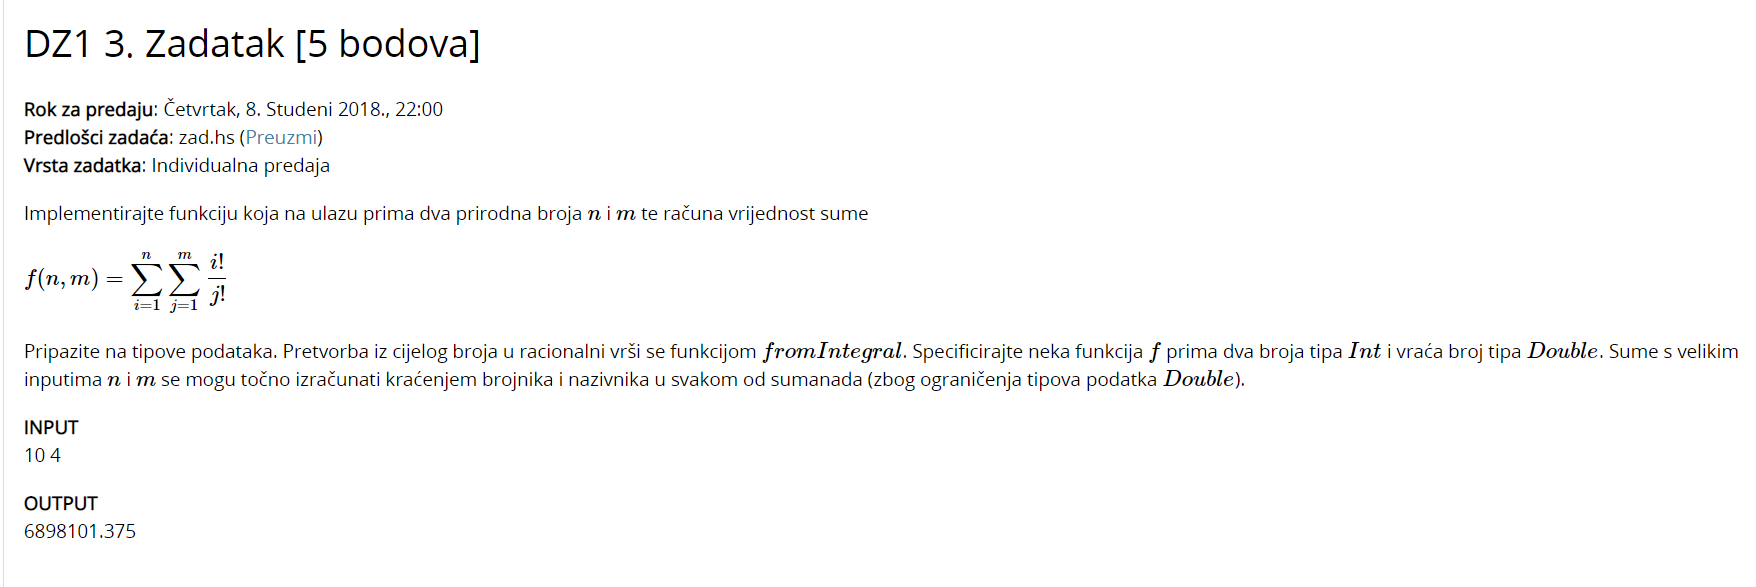 DZ1 3. Zadatak [5 bodova]
Rok za predaju: Četvrtak, 8. Studeni 2018., 22:00
Predlošci zadaća: zad.hs (Preuzmi)
Vrsta zadatka: Individualna predaja
Implementirajte funkciju koja na ulazu prima dva prirodna broja n i m te računa vrijednost sume
f(n, m) = \sum_{i=1}^{n} \sum_{j=1}^{m} \frac{i!}{j!}
Pripazite na tipove podataka. Pretvorba iz cijelog broja u racionalni vrši se funkcijom fromIntegral. Specificirajte neka funkcija f prima dva broja tipa Int i vraća broj tipa Double. Sume s velikim
inputima n i m se mogu točno izračunati kraćenjem brojnika i nazivnika u svakom od sumanada (zbog ograničenja tipova podatka Double).
INPUT
10 4
OUTPUT
6898101.375